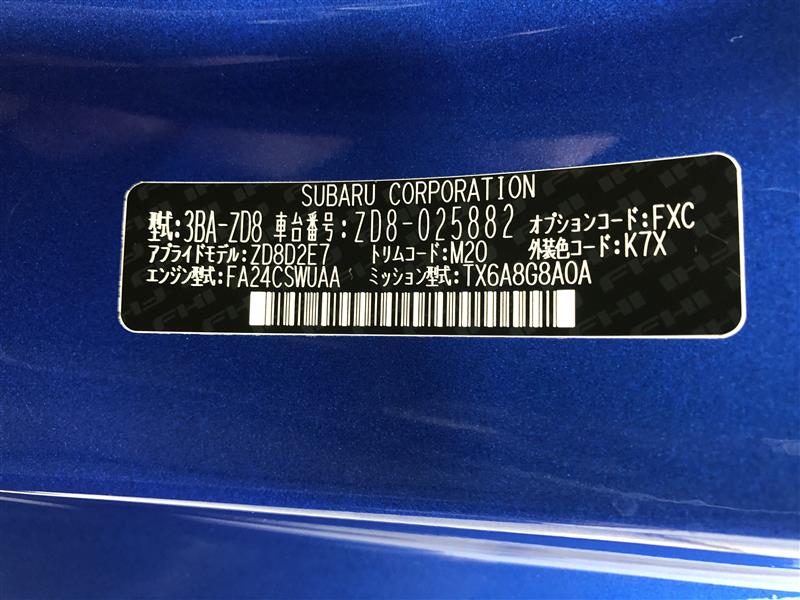 SUBARU CORPORATION
型式:3BA-ZD8 車台番号:ZD8-025882 オプションコード:FXC
アプライドモデル:ZD8D2E7 トリムコード:M20 外装色コード:K7X
エンジン型式:FA24CSWUAA ミッション型式:TX6A8G8A0A